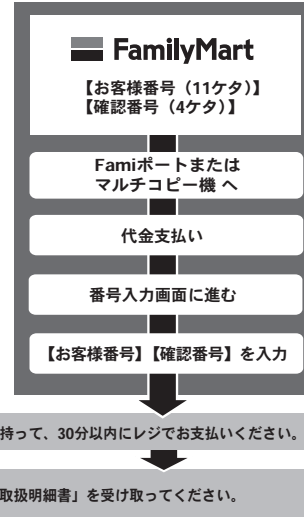 FamilyMart
【お客様番号（11ケタ）】
【確認番号（4ケタ）】
Famiポートまたは
マルチコピー機 へ
代金支払い
番号入力画面に進む
【お客様番号】【確認番号】を入力
持って、30分以内にレジでお支払いください。
取扱明細書」を受け取ってください。